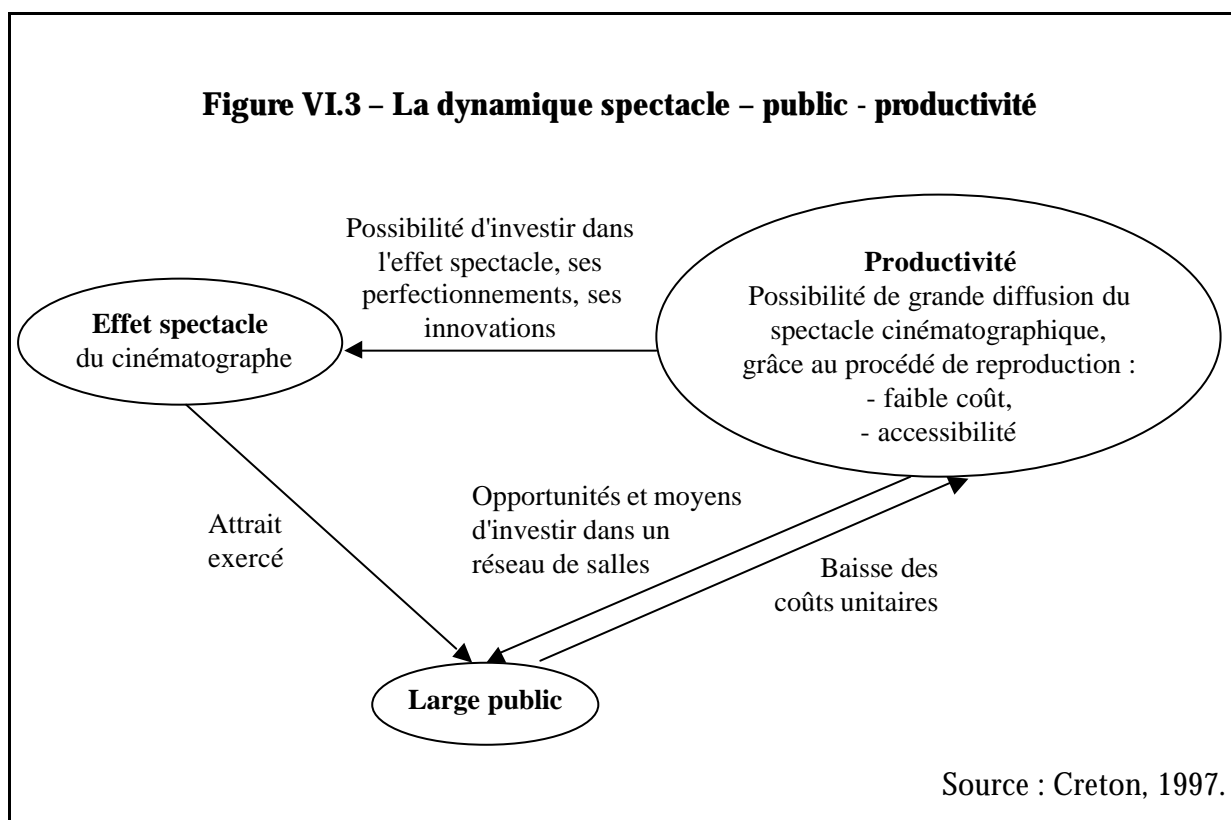 Figure VI.3 – La dynamique spectacle – public - productivité
Possibilité d'investir dans
l'effet spectacle, ses
perfectionnements, ses
innovations
Productivité
Possibilité de grande diffusion du
spectacle cinématographique,
grâce au procédé de reproduction :
- faible coût,
- accessibilité
Effet spectacle
du cinématographe
Attrait
exercé
Opportunités et moyens
d'investir dans un
réseau de salles
Baisse des
coûts unitaires
Large public
Source : Creton, 1997.